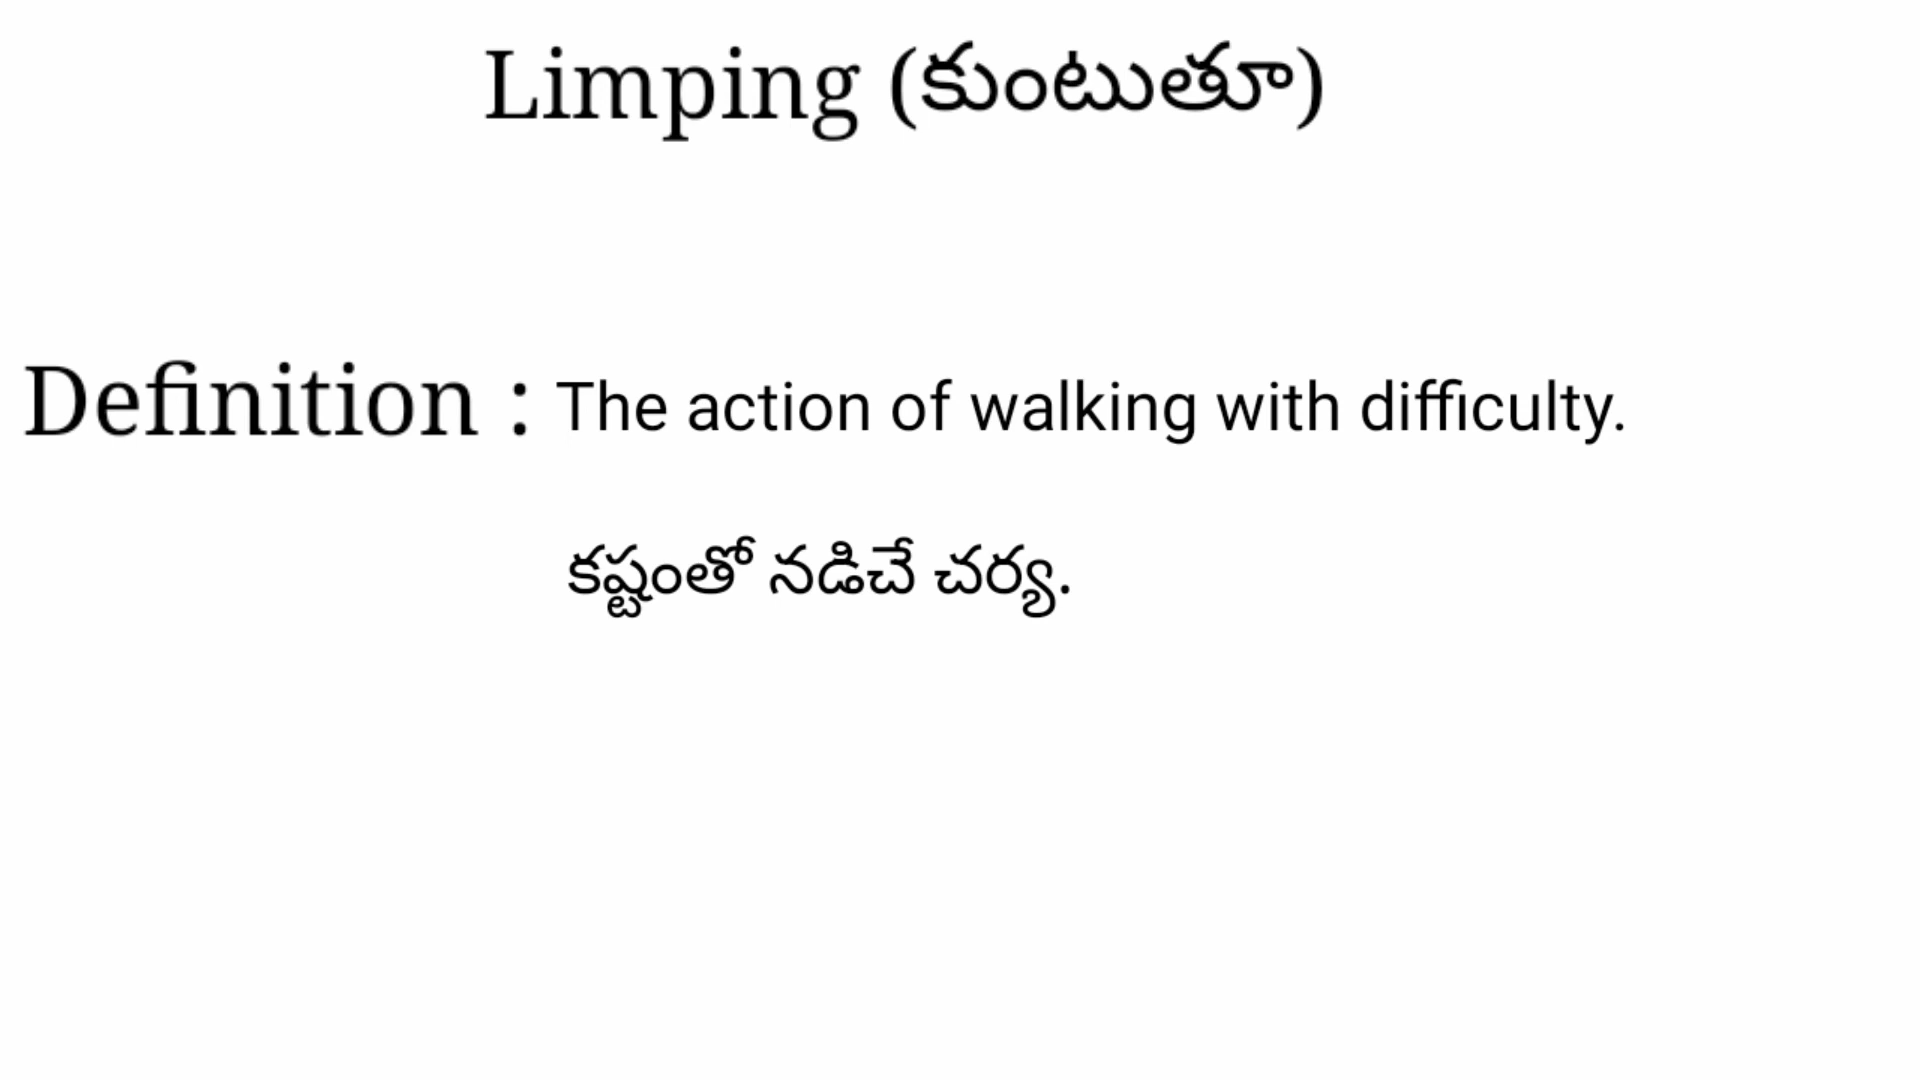 Limping (కుంటుతూ)
Definition : The action of walking with difficulty.
కష్టంతో నడిచే చర్య.